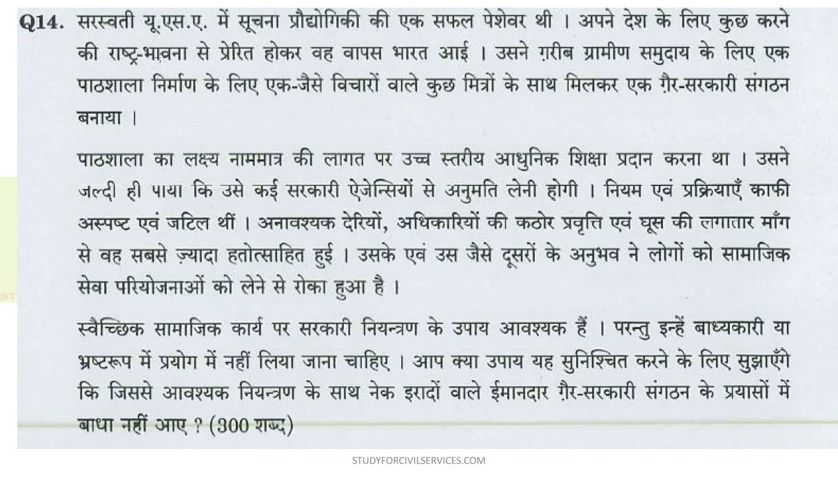 Q14. सरस्वती यू.एस.ए. में सूचना प्रौद्योगिकी की एक सफल पेशेवर थी । अपने देश के लिए कुछ करने
की राष्ट्र-भावना से प्रेरित होकर वह वापस भारत आई । उसने ग़रीब ग्रामीण समुदाय के लिए एक
पाठशाला निर्माण के लिए एक-जैसे विचारों वाले कुछ मित्रों के साथ मिलकर एक ग़ैर-सरकारी संगठन
बनाया ।
पाठशाला का लक्ष्य नाममात्र की लागत पर उच्च स्तरीय आधुनिक शिक्षा प्रदान करना था । उसने
जल्दी ही पाया कि उसे कई सरकारी ऐजेन्सियों से अनुमति लेनी होगी । नियम एवं प्रक्रियाएँ काफी
अस्पष्ट एवं जटिल थीं । अनावश्यक देरियों, अधिकारियों की कठोर प्रवृत्ति एवं घूस की लगातार माँग
से वह सबसे ज़्यादा हतोत्साहित हुई । उसके एवं उस जैसे दूसरों के अनुभव ने लोगों को सामाजिक
सेवा परियोजनाओं को लेने से रोका हुआ है ।
स्वैच्छिक सामाजिक कार्य पर सरकारी नियन्त्रण के उपाय आवश्यक हैं । परन्तु इन्हें बाध्यकारी या
भ्रष्टरूप में प्रयोग में नहीं लिया जाना चाहिए । आप क्या उपाय यह सुनिश्चित करने के लिए सुझाएँगे
कि जिससे आवश्यक नियन्त्रण के साथ नेक इरादों वाले ईमानदार ग़ैर-सरकारी संगठन के प्रयासों में
बाधा नहीं आए ? (300 शब्द)
STUDYFORCIVILSERVICES.COM